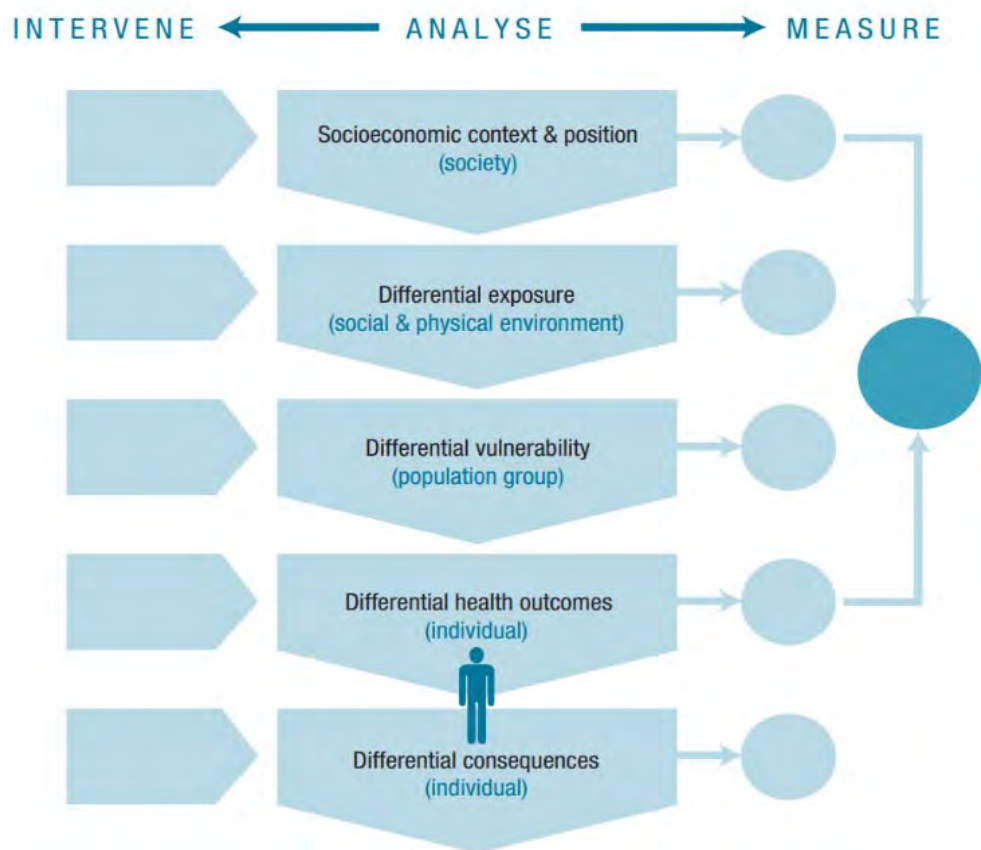 INTERVENE ANALYSE MEASURE
Socioeconomic context & position
(society)
Differential exposure
(social & physical environment)
Differential vulnerability
(population group)
Differential health outcomes
(individual)
Differential consequences
(individual)